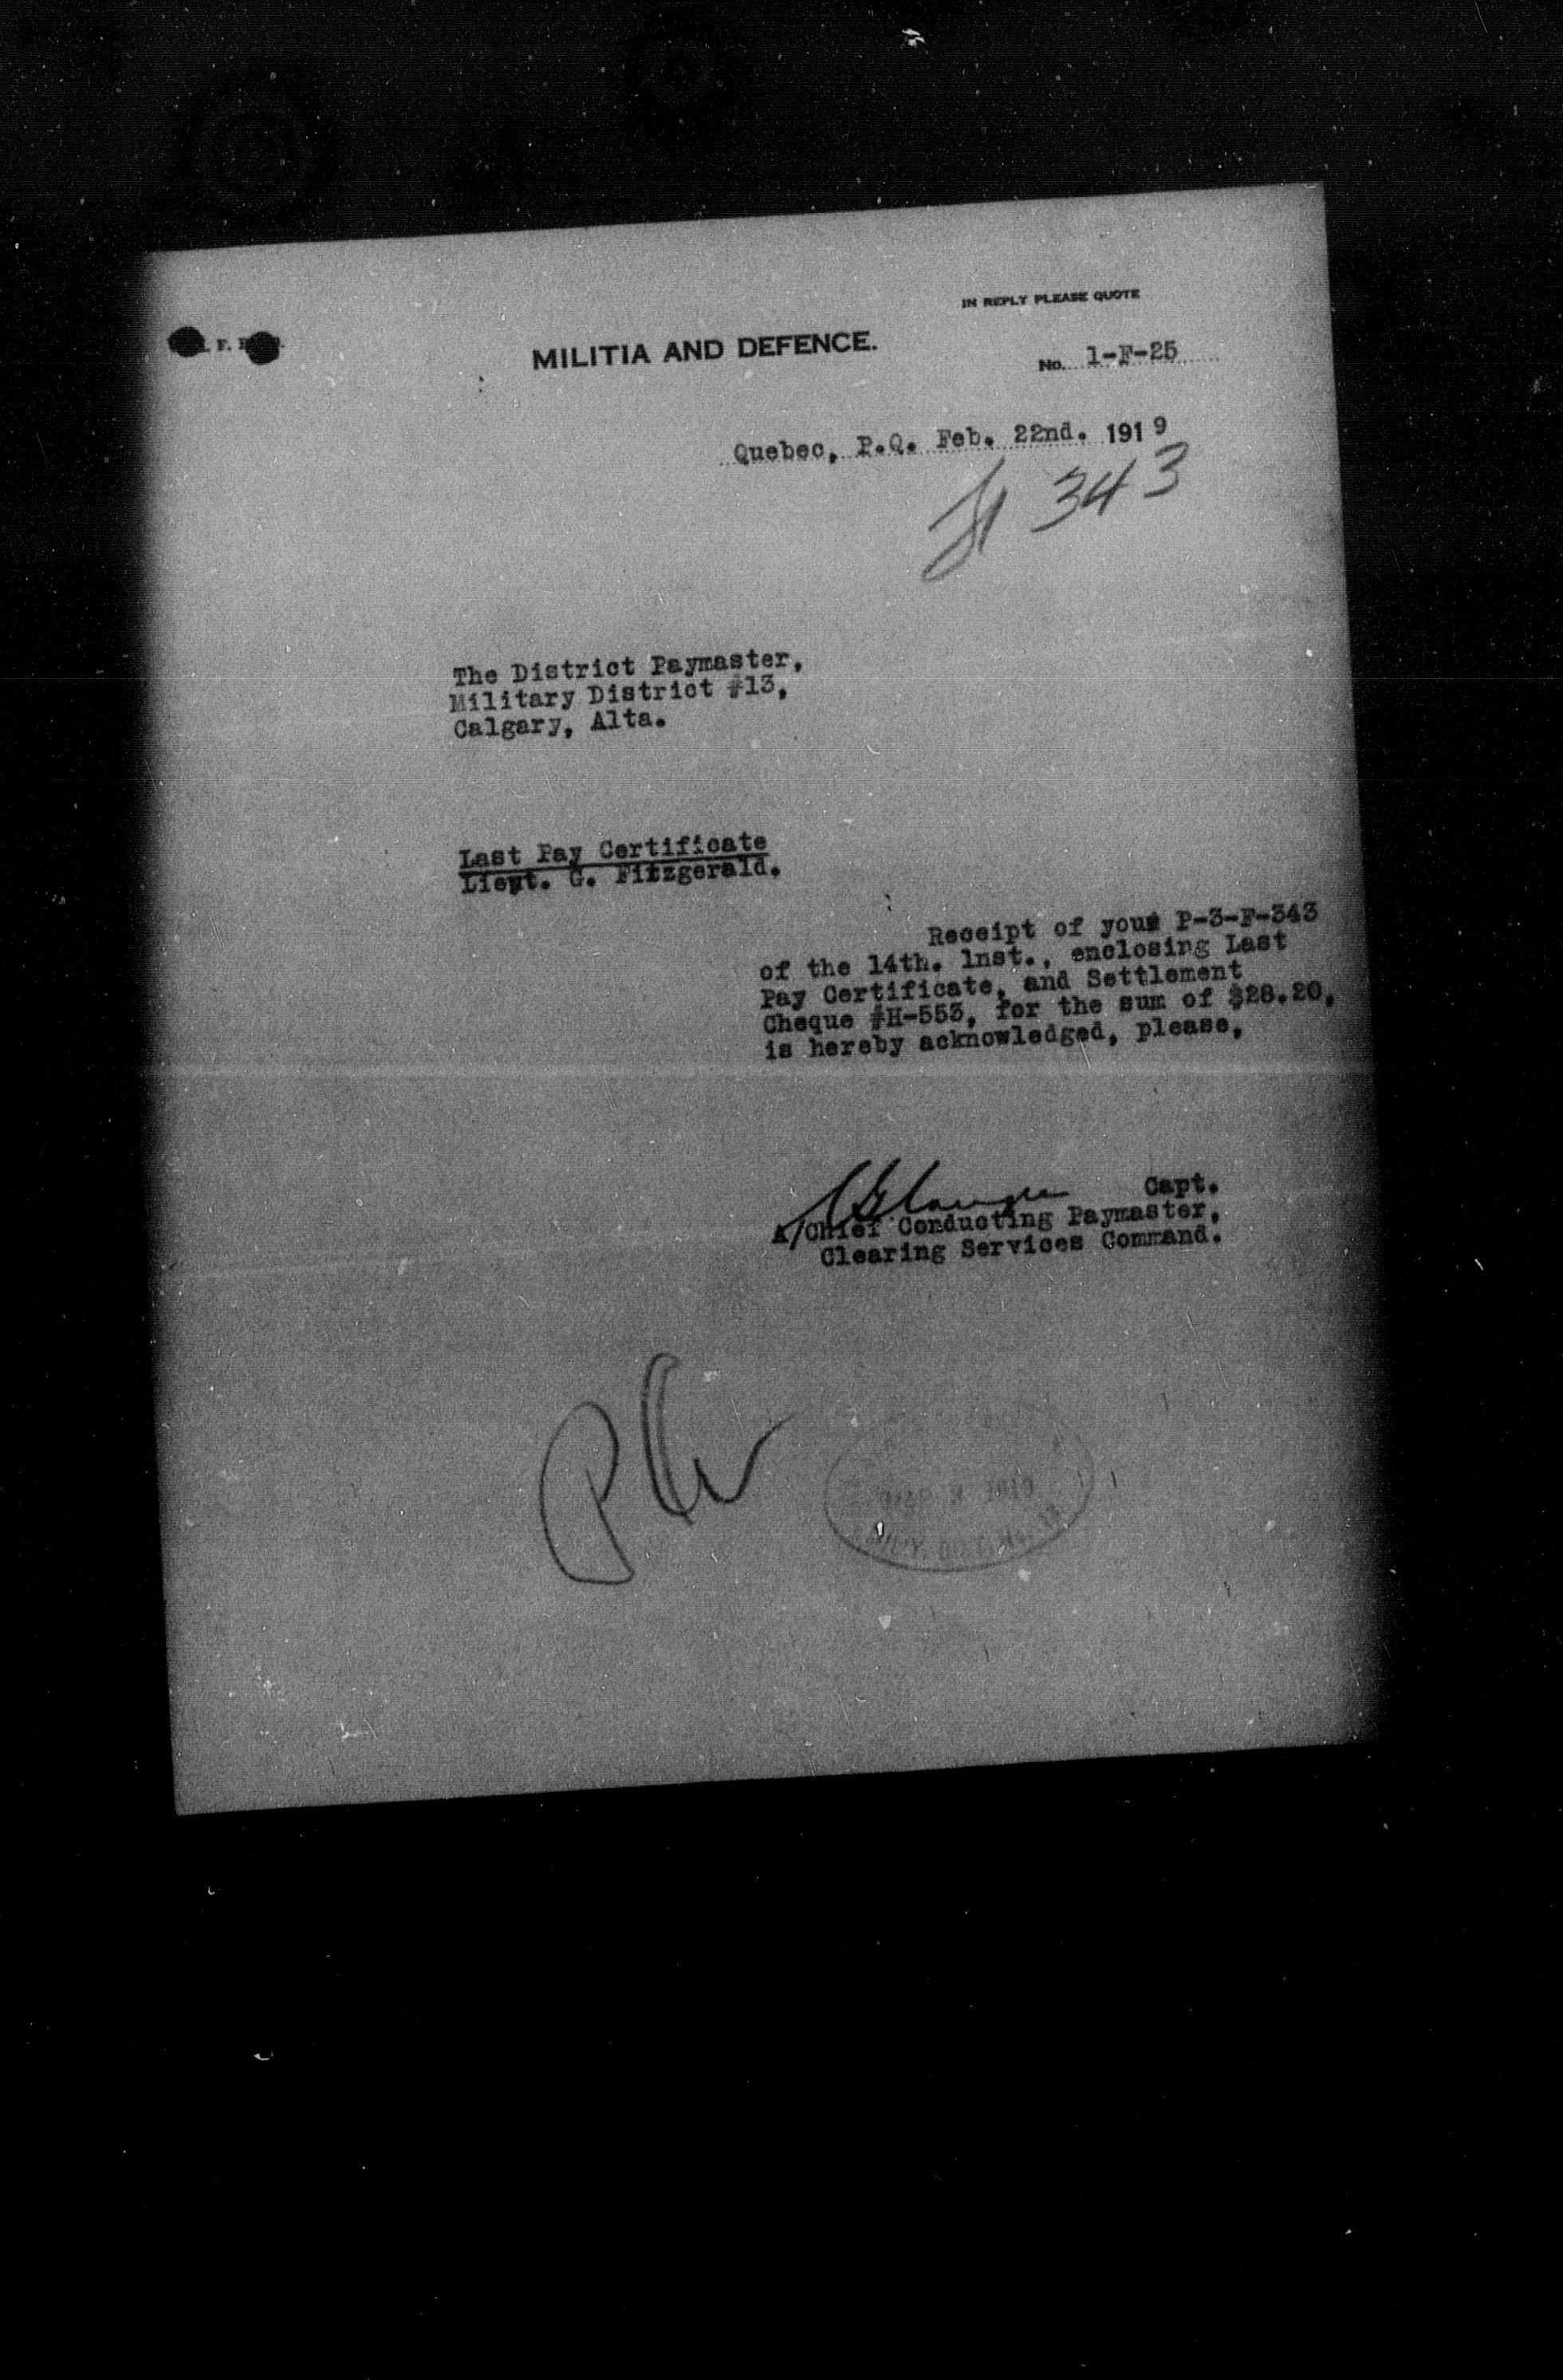 IN REPLY PLEASE QUOTE
MILITIA AND DEFENCE.
No. 1-F-25
Quebec, P.Q. Feb. 22nd. 1919
343
The District Paymaster,
Military District #13,
Calgary, Alta.
Last Pay Certificate
Lieut. G. Fitzgerald.
Receipt of your P-3-F-343
of the 14th. inst., enclosing Last
Pay Certificate, and Settlement
Cheque #H-553, for the sum of $28.20,
is hereby acknowledged, please,
Capt.
A/Chief Conducting Paymaster,
Clearing Services Command.